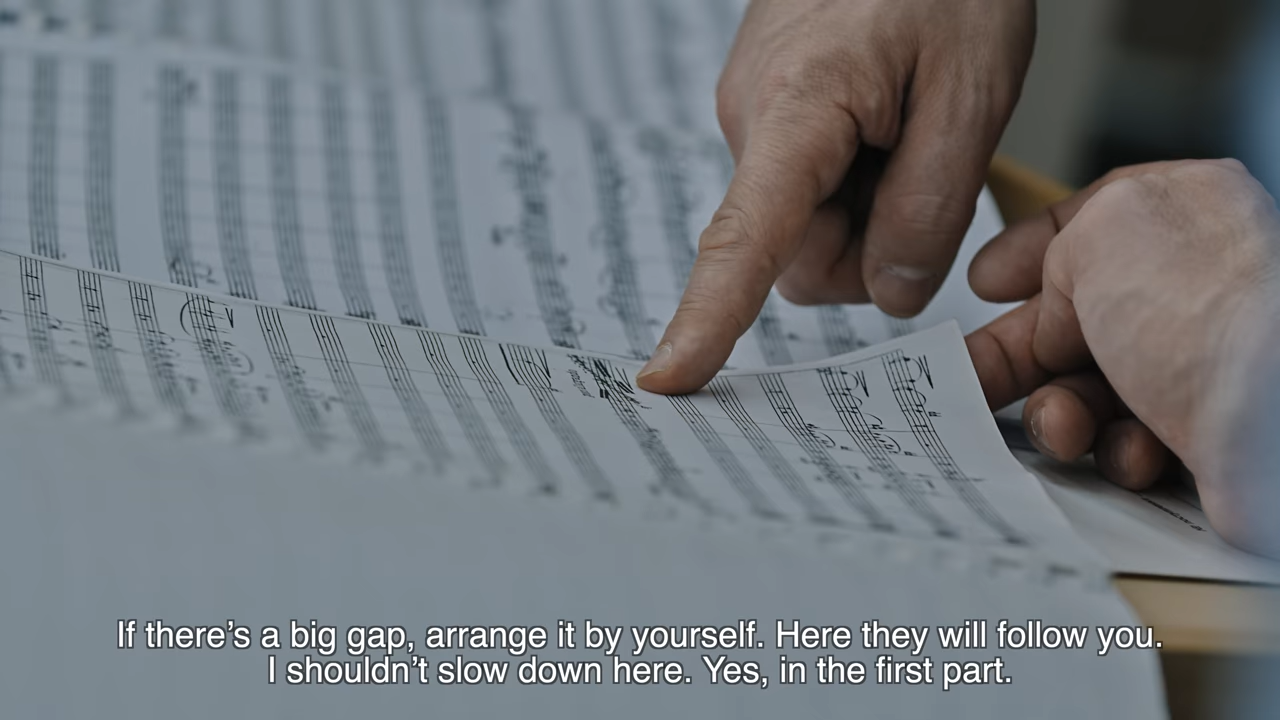 If there’s a big gap, arrange it by yourself. Here they will follow you.
I shouldn’t slow down here. Yes, in the first part.